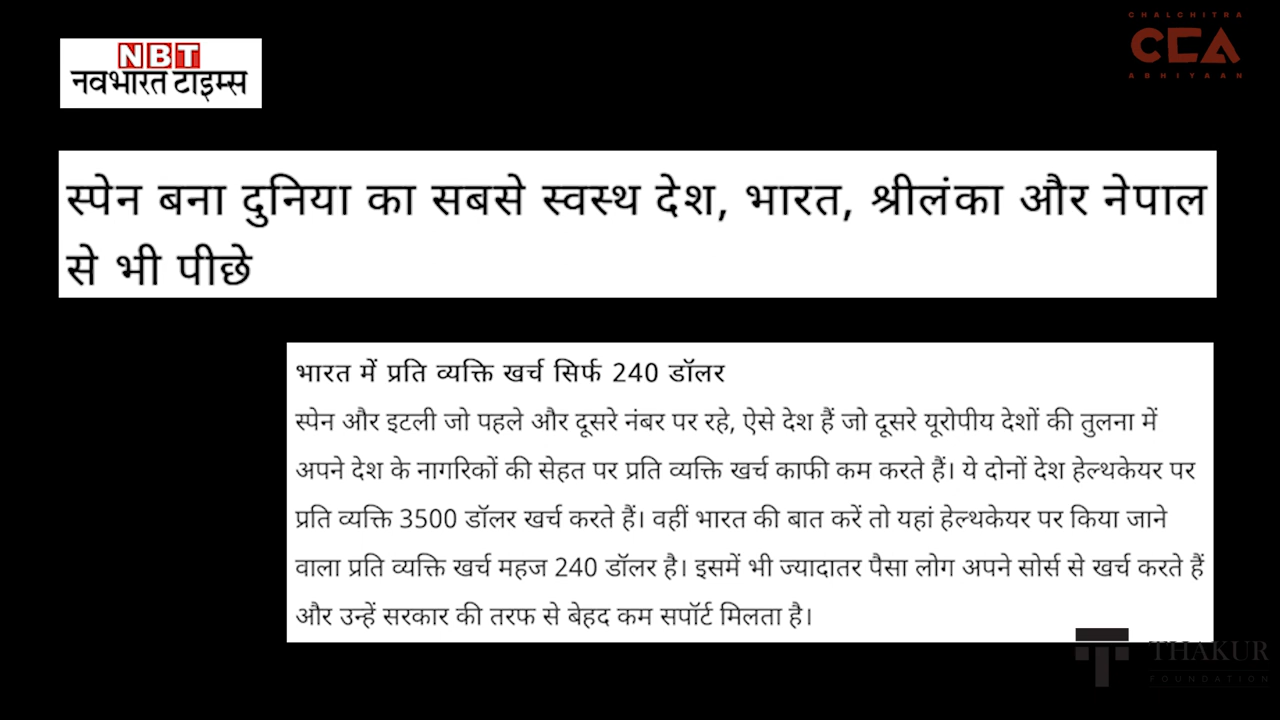 NBT
नवभारत टाइम्स
CHALCHITRA
CCA
ABHIYAAN
स्पेन बना दुनिया का सबसे स्वस्थ देश, भारत, श्रीलंका और नेपाल
से भी पीछे
भारत में प्रति व्यक्ति खर्च सिर्फ 240 डॉलर
स्पेन और इटली जो पहले और दूसरे नंबर पर रहे, ऐसे देश हैं जो दूसरे यूरोपीय देशों की तुलना में
अपने देश के नागरिकों की सेहत पर प्रति व्यक्ति खर्च काफी कम करते हैं। ये दोनों देश हेल्थकेयर पर
प्रति व्यक्ति 3500 डॉलर खर्च करते हैं। वहीं भारत की बात करें तो यहां हेल्थकेयर पर किया जाने
वाला प्रति व्यक्ति खर्च महज 240 डॉलर है। इसमें भी ज्यादातर पैसा लोग अपने सोर्स से खर्च करते हैं
और उन्हें सरकार की तरफ से बेहद कम सपॉर्ट मिलता है।
THAKUR
FOUNDATION